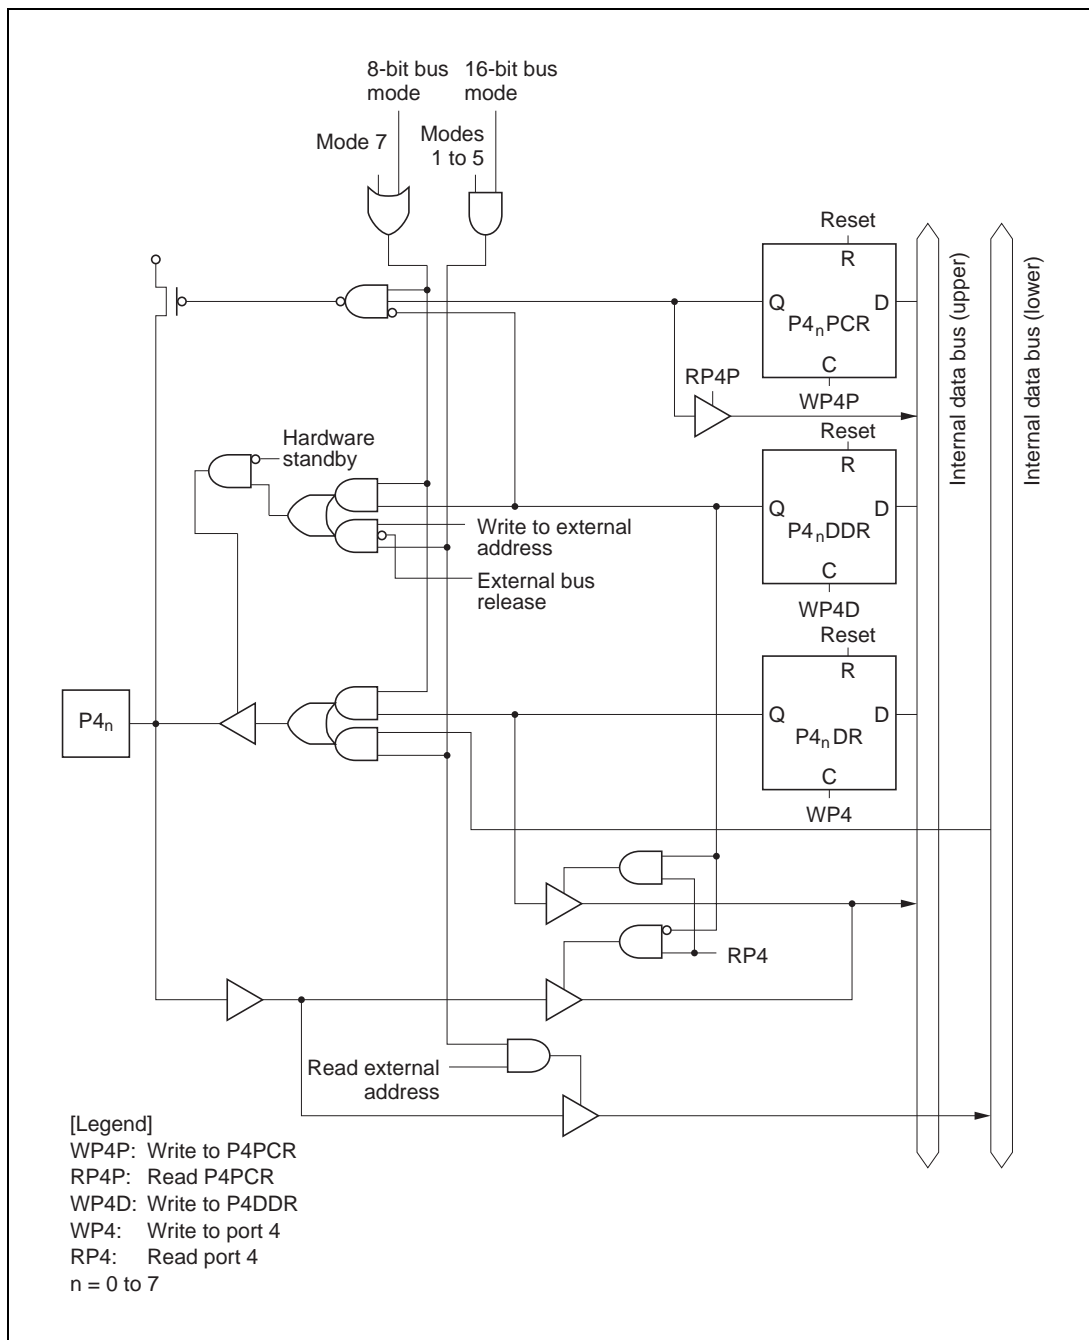 8-bit bus
mode
16-bit bus
mode
Mode 7
Modes
1 to 5
Reset
R
Q
D
P4nPCR
C
WP4P
RP4P
Internal data bus (upper)
Internal data bus (lower)
Hardware
standby
Reset
R
Q
D
P4nDDR
C
WP4D
Write to external
address
External bus
release
Reset
R
Q
D
P4nDR
C
WP4
P4n
RP4
Read external
address
[Legend]
WP4P: Write to P4PCR
RP4P: Read P4PCR
WP4D: Write to P4DDR
WP4: Write to port 4
RP4: Read port 4
n = 0 to 7